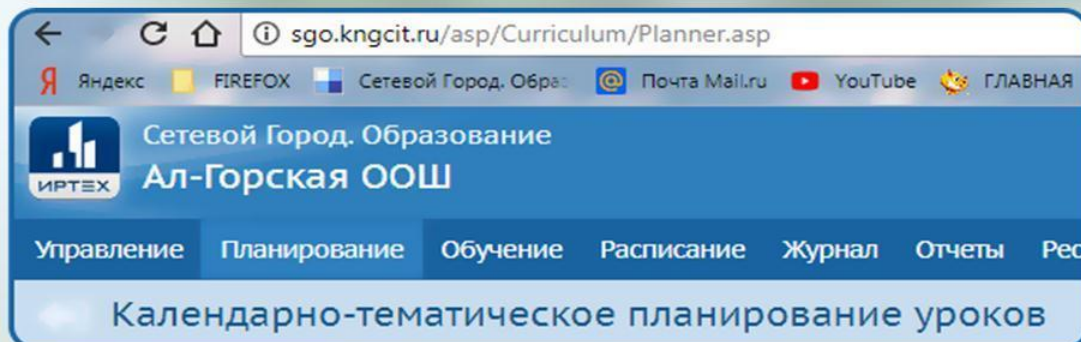 sgo.kngcit.ru/asp/Curriculum/Planner.asp
Я Яндекс FIREFOX Сетевой Город. Обра Почта Mail.ru YouTube ГЛАВНАЯ
Сетевой Город. Образование
ИРТЕХ Ал-Горская ООШ
Управление Планирование Обучение Расписание Журнал Отчеты Рес
Календарно-тематическое планирование уроков